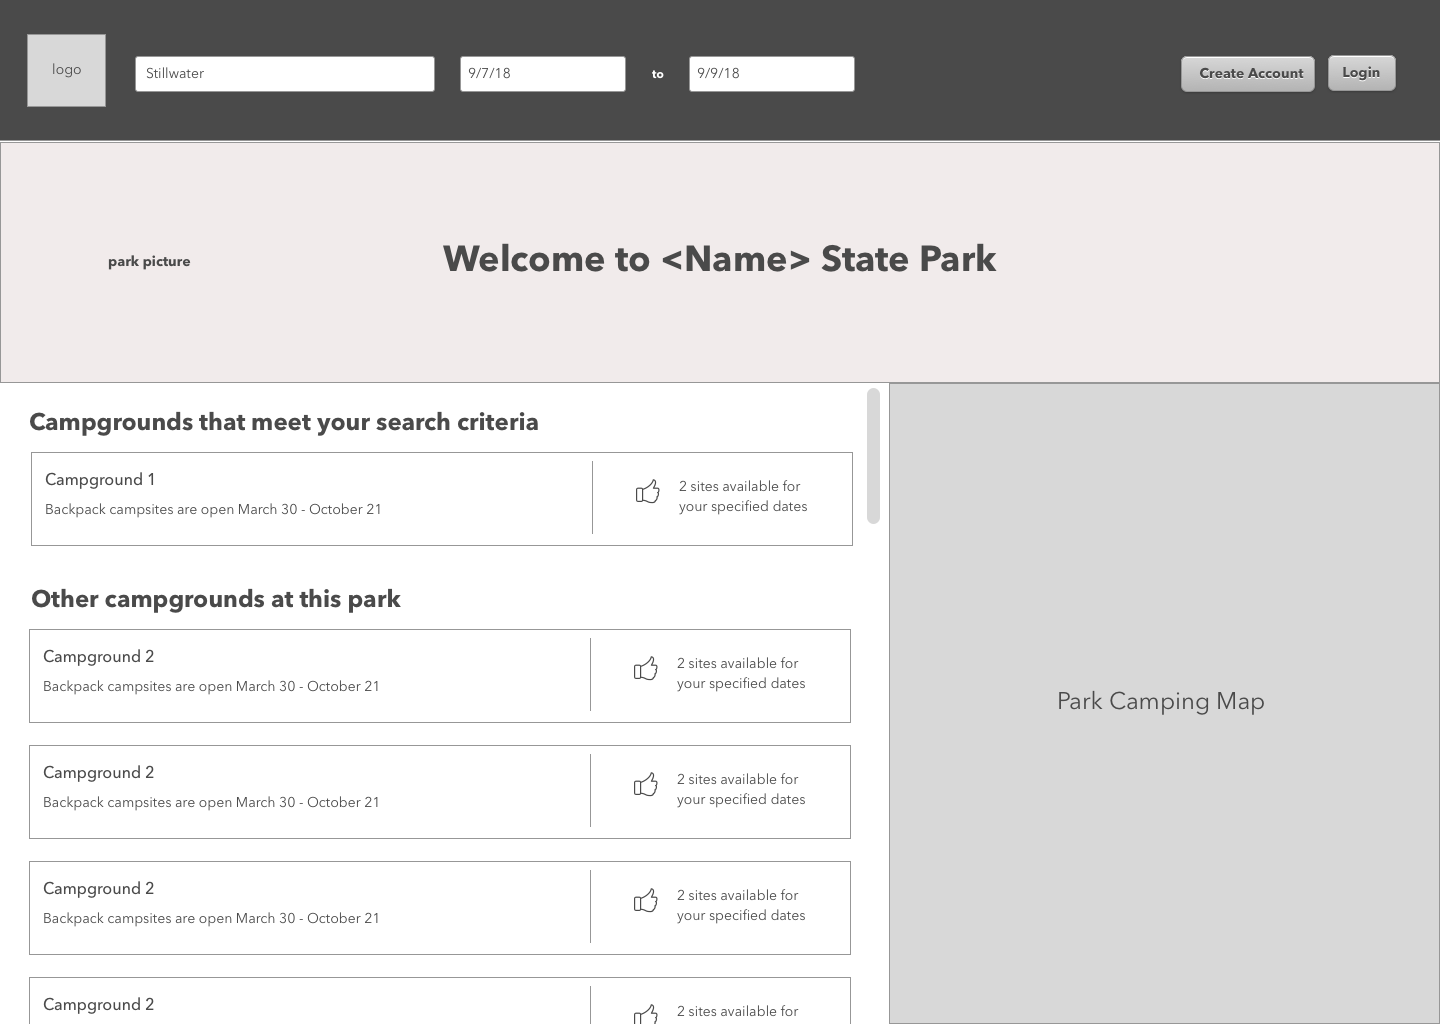 logo
Stillwater
9/7/18
to
9/9/18
Create Account
Login
park picture
Welcome to <Name> State Park
Campgrounds that meet your search criteria
Campground 1
Backpack campsites are open March 30 - October 21
2 sites available for
your specified dates
Other campgrounds at this park
Campground 2
Backpack campsites are open March 30 - October 21
2 sites available for
your specified dates
Campground 2
Backpack campsites are open March 30 - October 21
2 sites available for
your specified dates
Campground 2
Backpack campsites are open March 30 - October 21
2 sites available for
your specified dates
Campground 2
2 sites available for
Park Camping Map